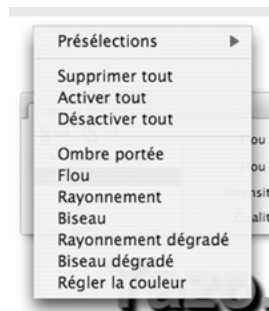 Présélections
Supprimer tout
Activer tout
Désactiver tout
Ombre portée
Flou
Rayonnement
Biseau
Rayonnement dégradé
Biseau dégradé
Régler la couleur